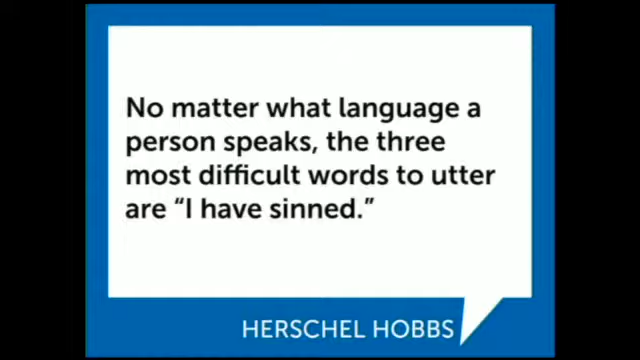 No matter what language a
person speaks, the three
most difficult words to utter
are “I have sinned.”
HERSCHEL HOBBS